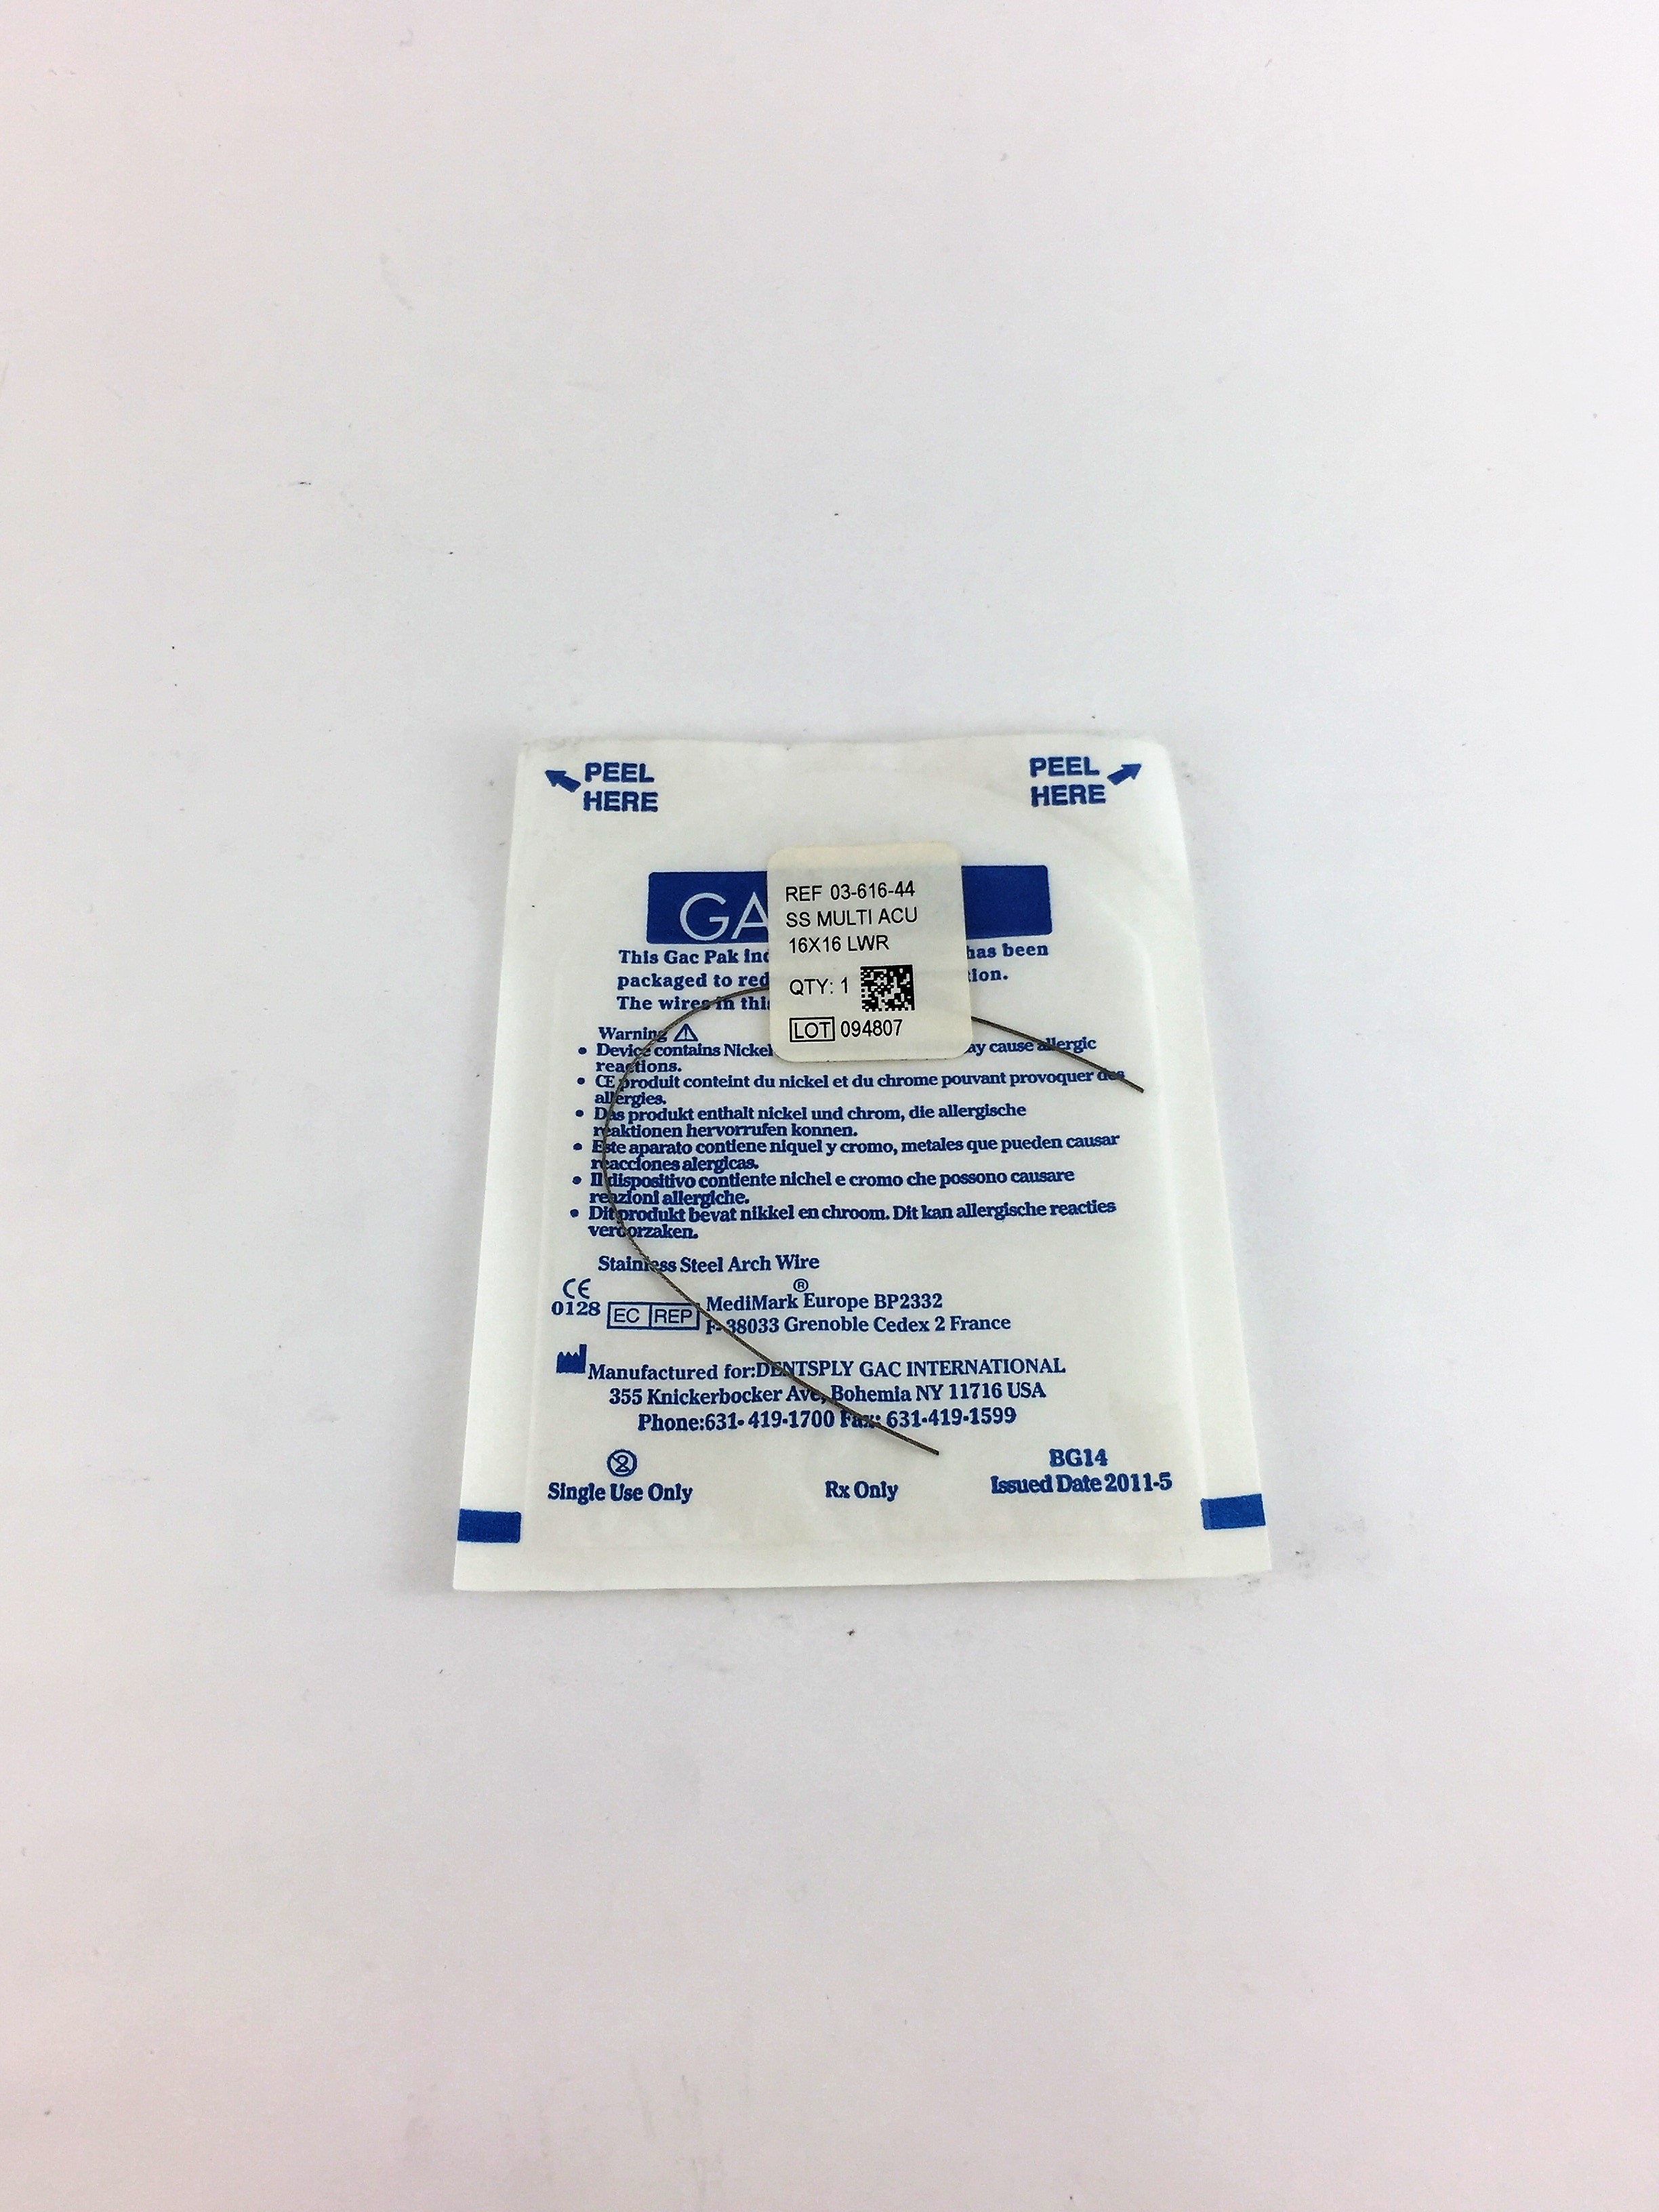 PEEL HERE
PEEL HERE
GA
REF 03-616-44
SS MULTI ACU
16X16 LWR
QTY: 1
LOT 094807
This Gac Pak has been
packaged to
The wires in
Warning
• Device contains Nickel cause allergic
reactions.
• CE produit conteint du nickel et du chrome pouvant provoquer des
allergies.
• Das produkt enthalt nickel und chrom, die allergische
reaktionen hervorrufen konnen.
• Este aparato contiene niquel y cromo, metales que pueden causar
reacciones alergicas.
• Il dispositivo contiente nichel e cromo che possono causare
reazioni allergiche.
• Dit produkt bevat nikkel en chroom. Dit kan allergische reacties
veroorzaken.
Stainless Steel Arch Wire
®
CE
0128
EC REP
MediMark Europe BP2332
F-38033 Grenoble Cedex 2 France
Manufactured for:DENTSPLY GAC INTERNATIONAL
355 Knickerbocker Ave, Bohemia NY 11716 USA
Phone:631-419-1700 Fax: 631-419-1599
2
Single Use Only
Rx Only
BG14
Issued Date 2011-5